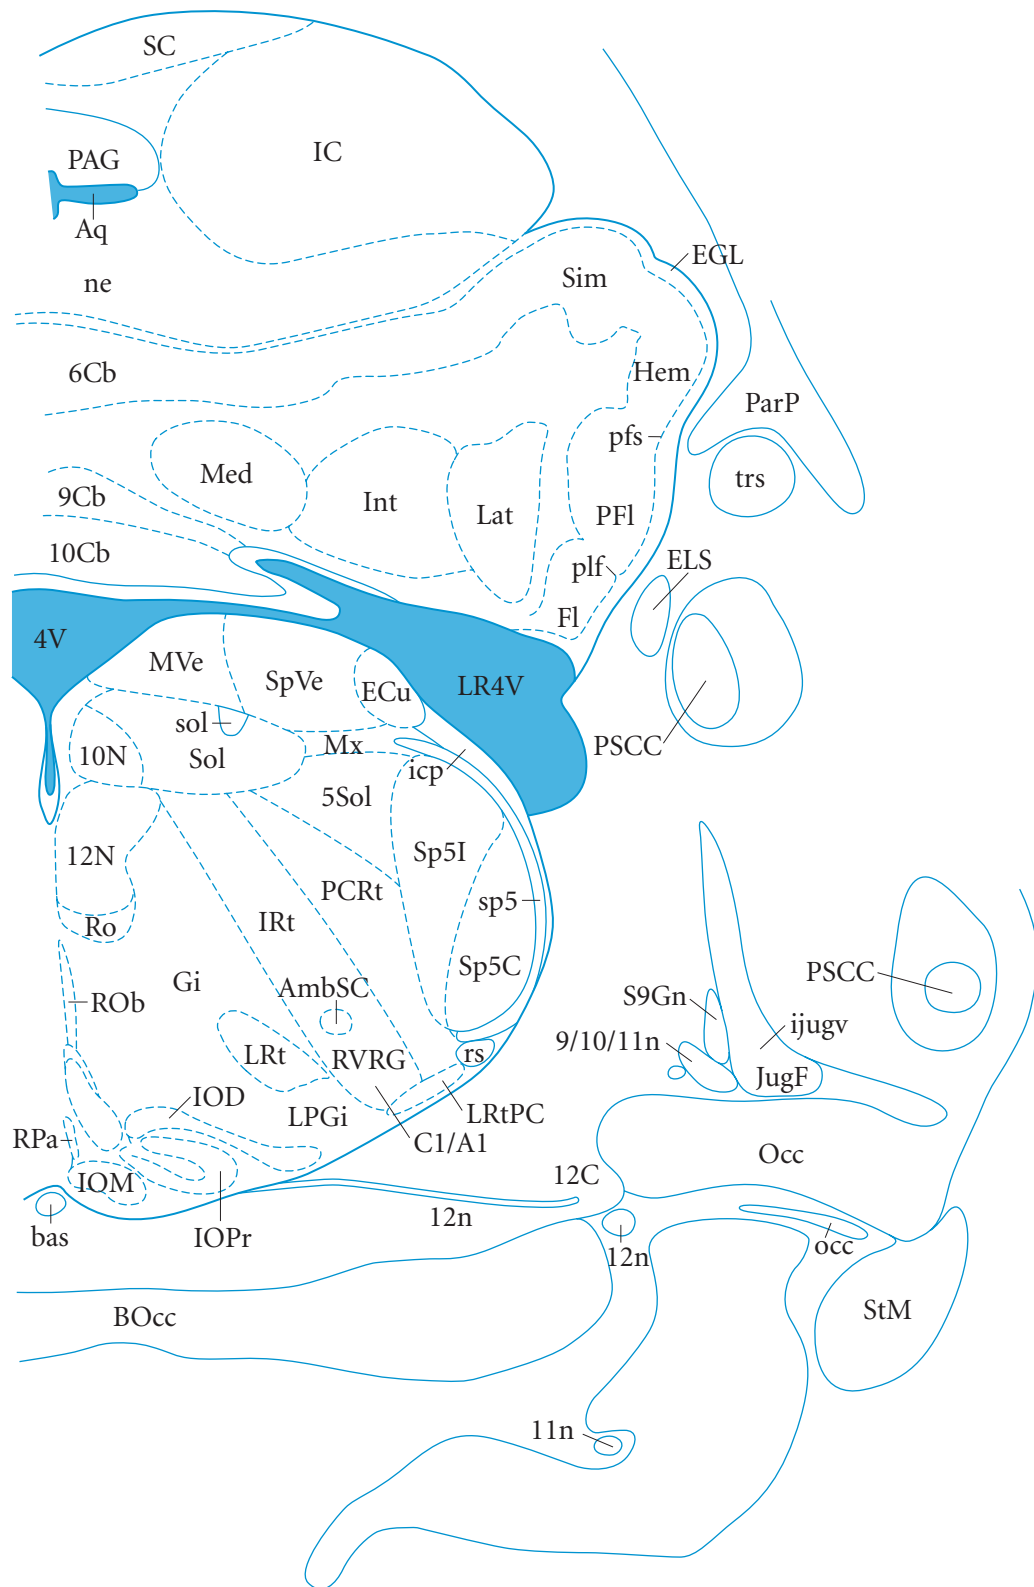 SC
IC
PAG
Aq
EGL
Sim
ne
6Cb
Hem
ParP
pfs
Med
trs
9Cb
Int
Lat
PFl
10Cb
plf
ELS
Fl
4V
MVe
SpVe
ECu
LR4V
sol
Mx
PSCC
10N
Sol
icp
5Sol
12N
Sp5I
PCRt
sp5
IRt
Ro
Sp5C
Gi
AmbSC
PSCC
ROb
S9Gn
ijugv
9/10/11n
LRt
RVRG
rs
JugF
IOD
LPGi
LRtPC
RPa
C1/A1
Occ
IOM
12C
12n
bas
IOPr
12n
occ
BOcc
StM
11n